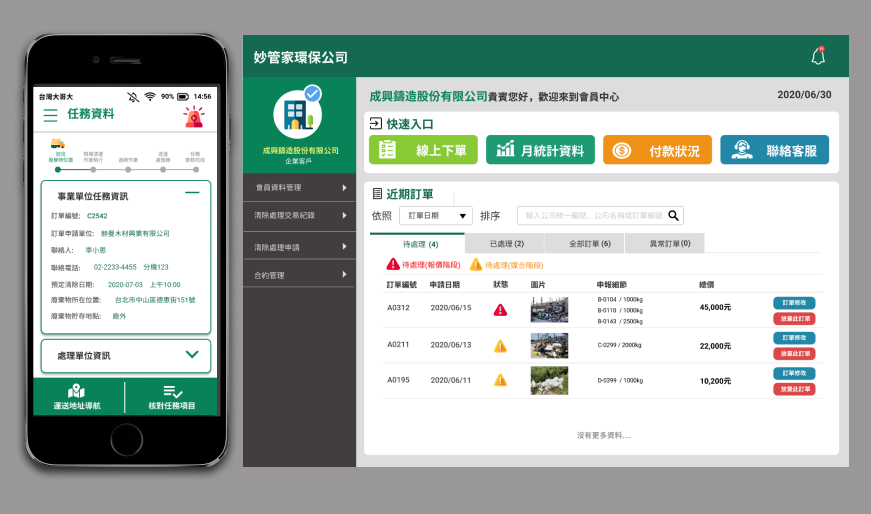 台灣大哥大 90% 14:56
任務資料
前往 廢棄物位置
作業執行
過磅作業
任務
事業單位任務資訊
訂單編號: C2542
訂單申請單位: 赫曼木材興業有限公司
聯絡人: 李小恩
聯絡電話: 02-2233-4455 分機123
預定清除日期: 2020-07-03 上午10:00
廢棄物所在位置: 台北市中山區德惠街151號
廢棄物貯存地點: 廠外
處理單位資訊
運送地址導航
核對任務項目
妙管家環保公司
成興鑄造股份有限公司
企業客戶
會員資料管理
清除處理交易紀錄
清除處理申請
合約管理
成興鑄造股份有限公司貴賓您好，歡迎來到會員中心 2020/06/30
快速入口
線上下單
月統計資料
付款狀況
聯絡客服
近期訂單
依照 訂單日期 排序 輸入公司統一編號、公司名稱或訂單編號
待處理 (4) 已處理 (2) 全部訂單 (6) 異常訂單(0)
待處理(報價階段) 待處理(媒合階段)
訂單編號 申請日期 狀態 圖片 申報細節 總價
A0312 2020/06/15 B-0104 / 1000kg
B-0110 / 1000kg
B-0143 / 2500kg
45,000元 訂單修改
放棄此訂單
A0211 2020/06/13 C-0299 / 2000kg 22,000元 訂單修改
放棄此訂單
A0195 2020/06/11 D-0399 / 1000kg 10,200元 訂單修改
放棄此訂單
沒有更多資料....